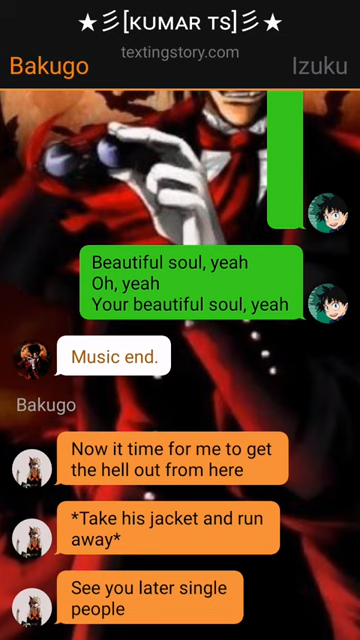 ★彡[ᴋᴜᴍᴀʀ ᴛs]彡★
textingstory.com
Bakugo
Izuku
Beautiful soul, yeah
Oh, yeah
Your beautiful soul, yeah
Music end.
Bakugo
Now it time for me to get
the hell out from here
*Take his jacket and run
away*
See you later single
people